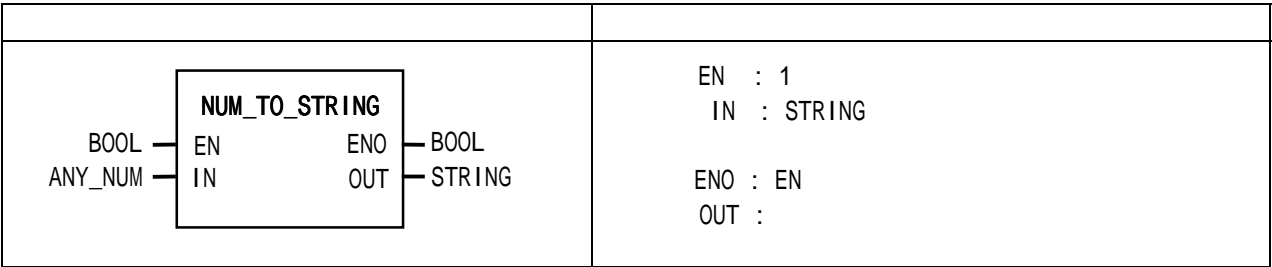 NUM_TO_STRING
BOOL EN ENO BOOL
ANY_NUM IN OUT STRING
EN : 1
IN : STRING
ENO : EN
OUT :